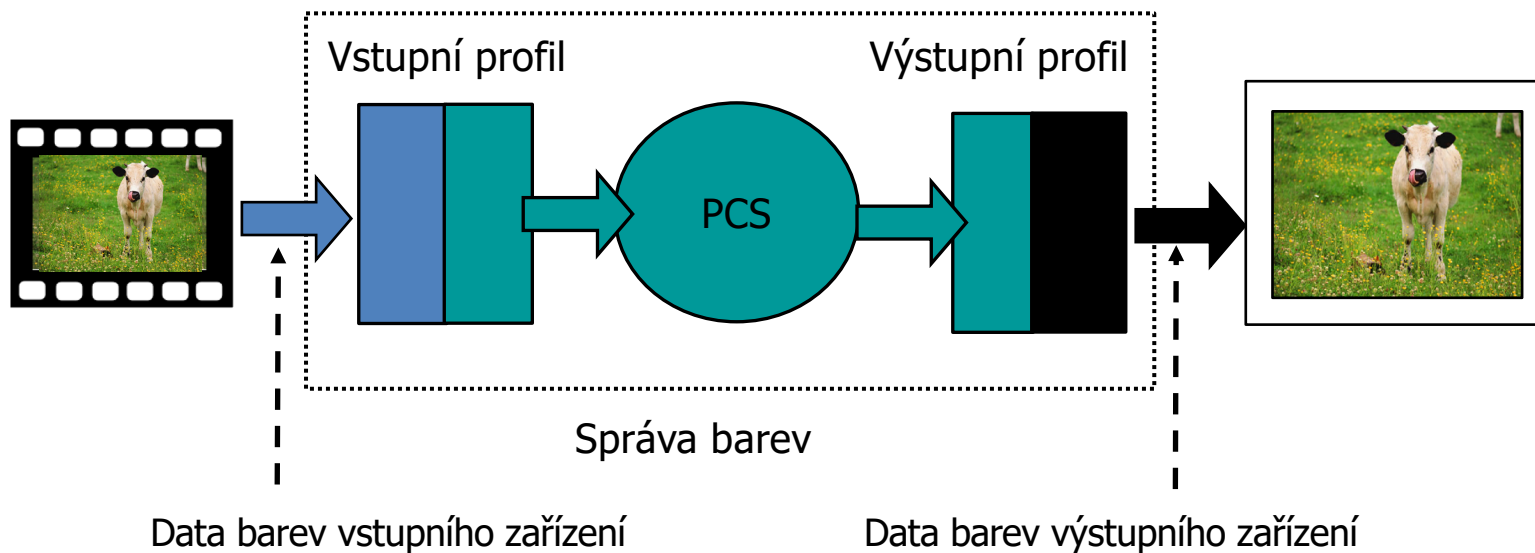 Vstupní profil
Výstupní profil
PCS
Správa barev
Data barev vstupního zařízení
Data barev výstupního zařízení